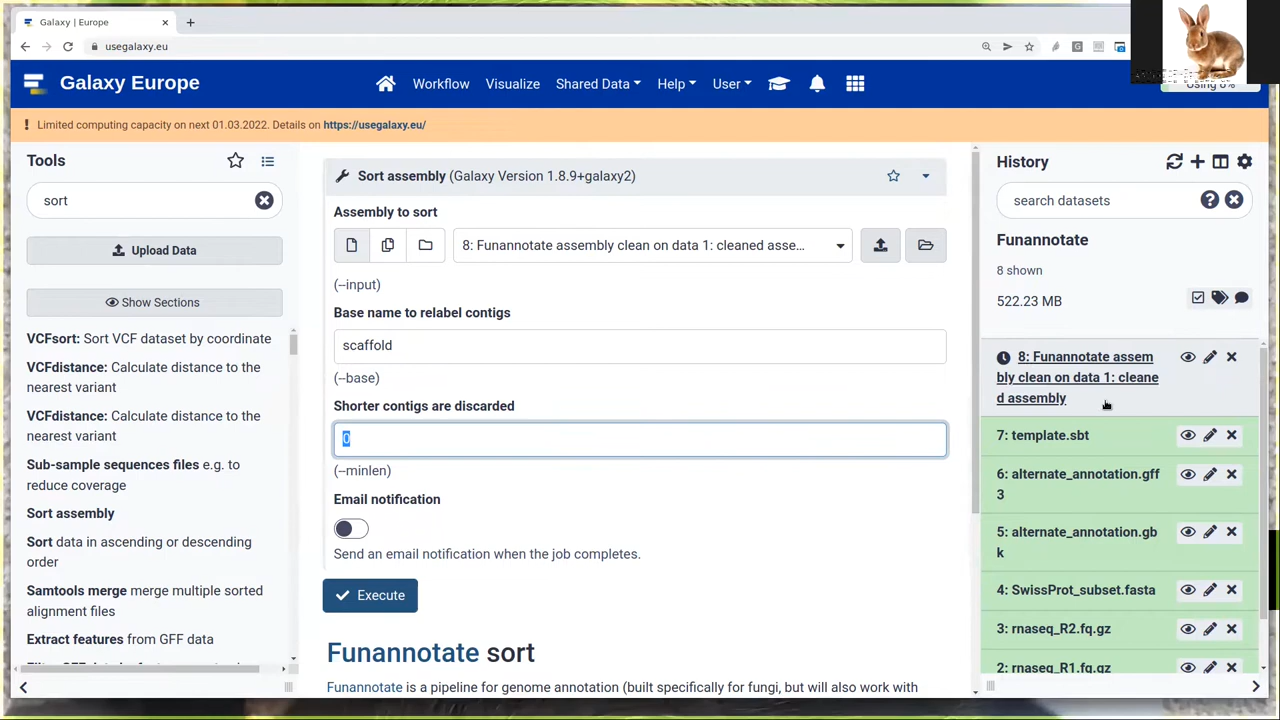 Galaxy | Europe
usegalaxy.eu
Galaxy Europe
Workflow
Visualize
Shared Data
Help
User
Using 6%
Limited computing capacity on next 01.03.2022. Details on https://usegalaxy.eu/
Tools
sort
Upload Data
Show Sections
VCFsort: Sort VCF dataset by coordinate
VCFdistance: Calculate distance to the
nearest variant
VCFdistance: Calculate distance to the
nearest variant
Sub-sample sequences files e.g. to
reduce coverage
Sort assembly
Sort data in ascending or descending
order
Samtools merge merge multiple sorted
alignment files
Extract features from GFF data
Sort assembly (Galaxy Version 1.8.9+galaxy2)
Assembly to sort
8: Funannotate assembly clean on data 1: cleaned asse...
(--input)
Base name to relabel contigs
scaffold
(--base)
Shorter contigs are discarded
0
(--minlen)
Email notification
Send an email notification when the job completes.
Execute
Funannotate sort
Funannotate is a pipeline for genome annotation (built specifically for fungi, but will also work with
History
search datasets
Funannotate
8 shown
522.23 MB
8: Funannotate assem
bly clean on data 1: cleane
d assembly
7: template.sbt
6: alternate_annotation.gff
3
5: alternate_annotation.gb
k
4: SwissProt_subset.fasta
3: rnaseq_R2.fq.gz
2: rnaseq_R1.fq.gz